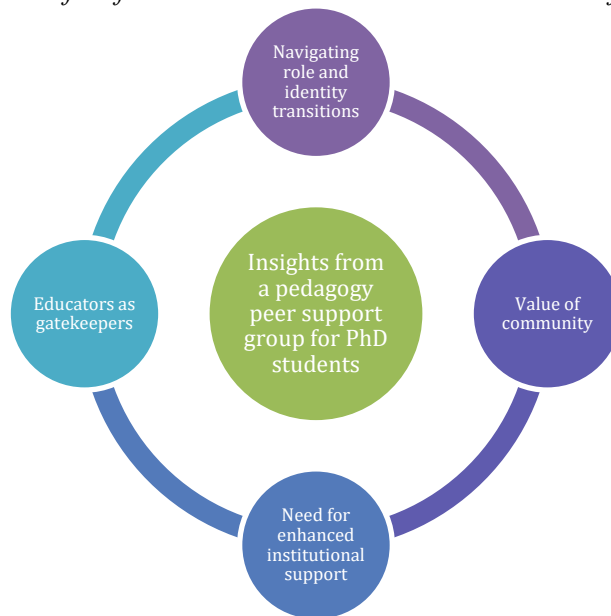 Navigating
role and
identity
transitions
Insights from
a pedagogy
peer support
group for PhD
students
Educators as
gatekeepers
Value of
community
Need for
enhanced
institutional
support